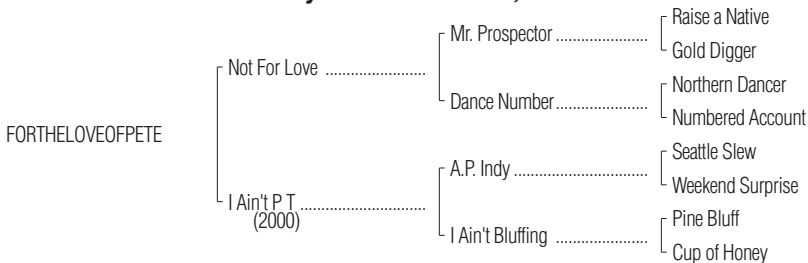 Raise a Native
Mr. Prospector ......................
Gold Digger
Not For Love ........................
Northern Dancer
Dance Number ......................
Numbered Account
FORTHELOVEOFPETE
Seattle Slew
A.P. Indy ..........................
Weekend Surprise
I Ain't P T ..............................
(2000)
Pine Bluff
I Ain't Bluffing ......................
Cup of Honey